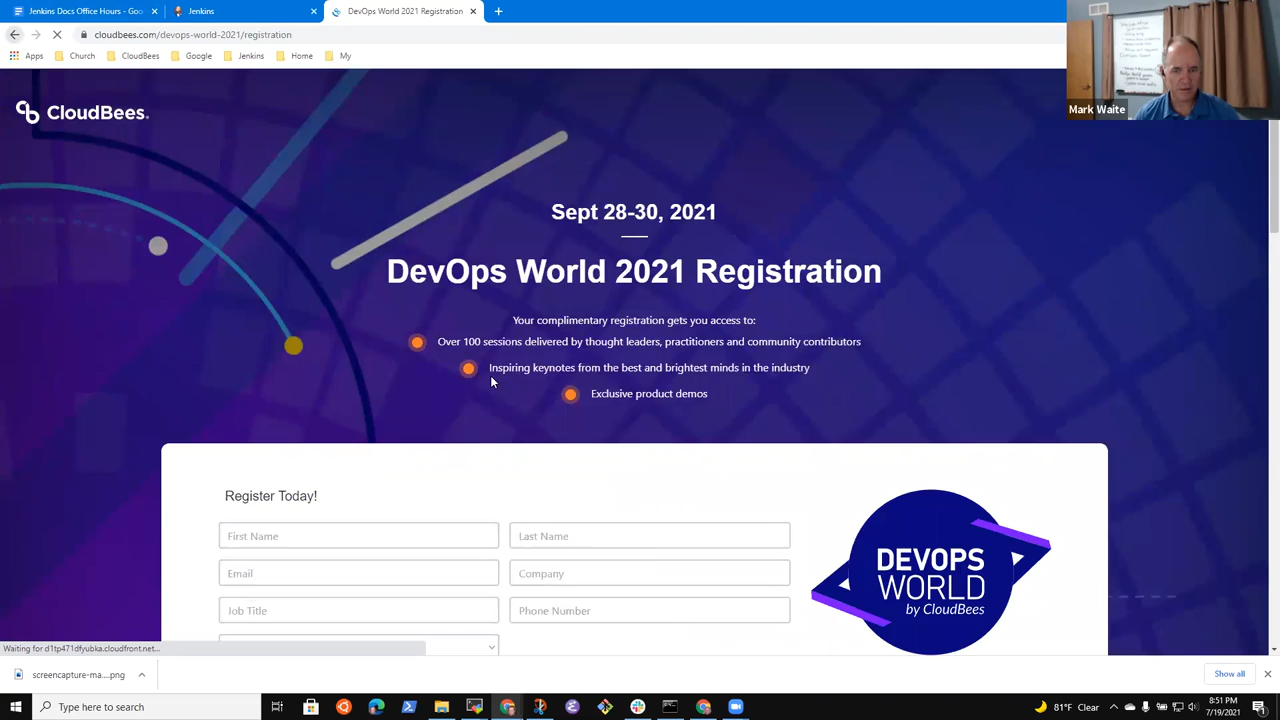 Jenkins Docs Office Hours - Goo
Jenkins
DevOps World 2021 Registration
cloudbees.com/devops-world-2021/registration
Apps
Church
CloudBees
Google
Jenkins
Home
My
Mark Waite
CloudBees.
Sept 28-30, 2021
DevOps World 2021 Registration
Your complimentary registration gets you access to:
Over 100 sessions delivered by thought leaders, practitioners and community contributors
Inspiring keynotes from the best and brightest minds in the industry
Exclusive product demos
Register Today!
First Name
Last Name
Email
Company
Job Title
Phone Number
DEVOPS
WORLD
by CloudBees
Waiting for d1tp471dfyubka.cloudfront.net...
screencapture-ma....png
Show all
Type here to search
81°F Clear
8:51 PM
7/19/2021